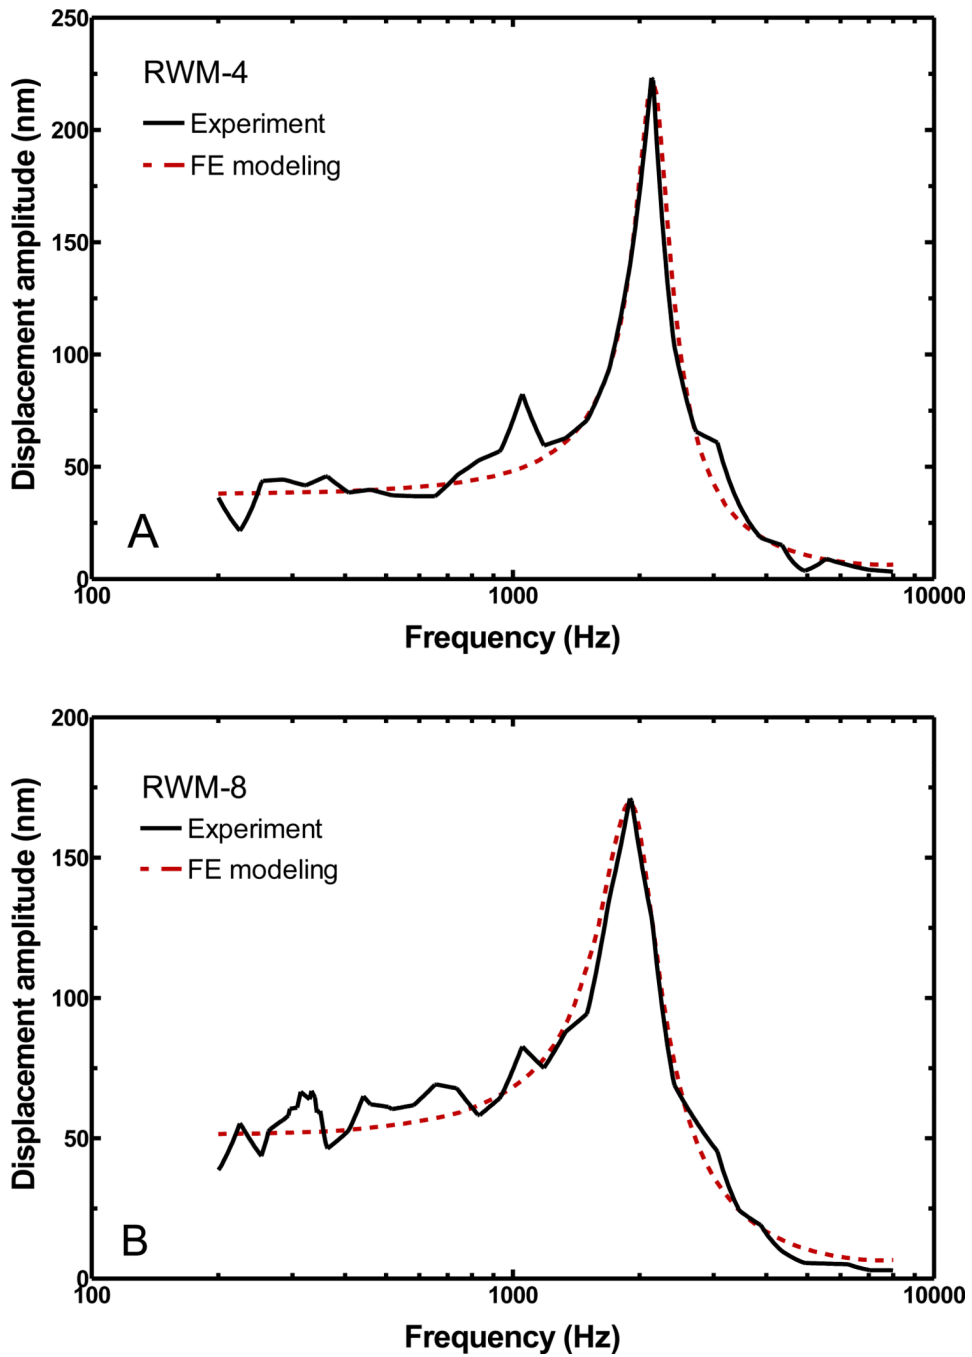 250
RWM-4
Experiment
FE modeling
200
150
100
50
0
Displacement amplitude (nm)
A
100
1000
10000
Frequency (Hz)
200
RWM-8
Experiment
FE modeling
150
100
50
0
Displacement amplitude (nm)
B
100
1000
10000
Frequency (Hz)